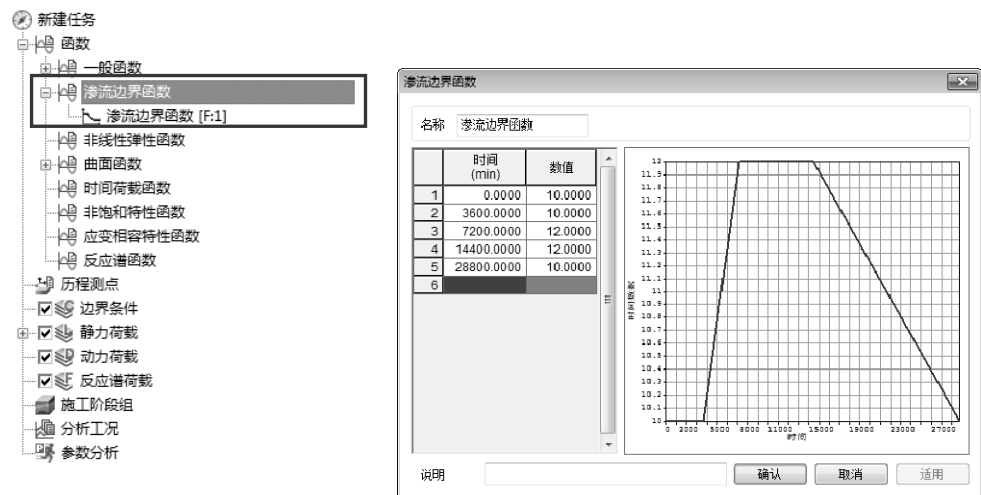 新建任务
函数
一般函数
渗流边界函数
渗流边界函数 [F:1]
非线性弹性函数
曲面函数
时间荷载函数
非饱和特性函数
应变相容特性函数
反应谱函数
历程测点
边界条件
静力荷载
动力荷载
反应谱荷载
施工阶段组
分析工况
参数分析
渗流边界函数
名称 渗流边界函数
时间 (min) 数值
1 0.0000 10.0000
2 3600.0000 10.0000
3 7200.0000 12.0000
4 14400.0000 12.0000
5 28800.0000 10.0000
6
时间数据
12
11.9
11.8
11.7
11.6
11.5
11.4
11.3
11.2
11.1
11
10.9
10.8
10.7
10.6
10.5
10.4
10.3
10.2
10.1
10
0 2000 5000 8000 11000 15000 19000 23000 27000
时间
说明
确认 取消 适用